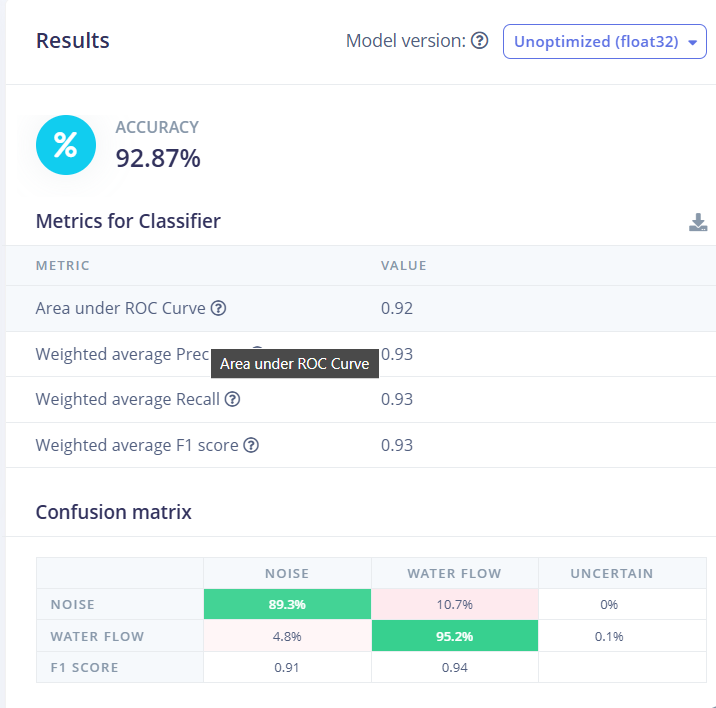 Results
Model version: Unoptimized (float32)
%
ACCURACY
92.87%
Metrics for Classifier
METRIC VALUE
Area under ROC Curve ? 0.92
Weighted average Prec 0.93
Area under ROC Curve
Weighted average Recall ? 0.93
Weighted average F1 score ? 0.93
Confusion matrix
NOISE WATER FLOW UNCERTAIN
NOISE 89.3% 10.7% 0%
WATER FLOW 4.8% 95.2% 0.1%
F1 SCORE 0.91 0.94